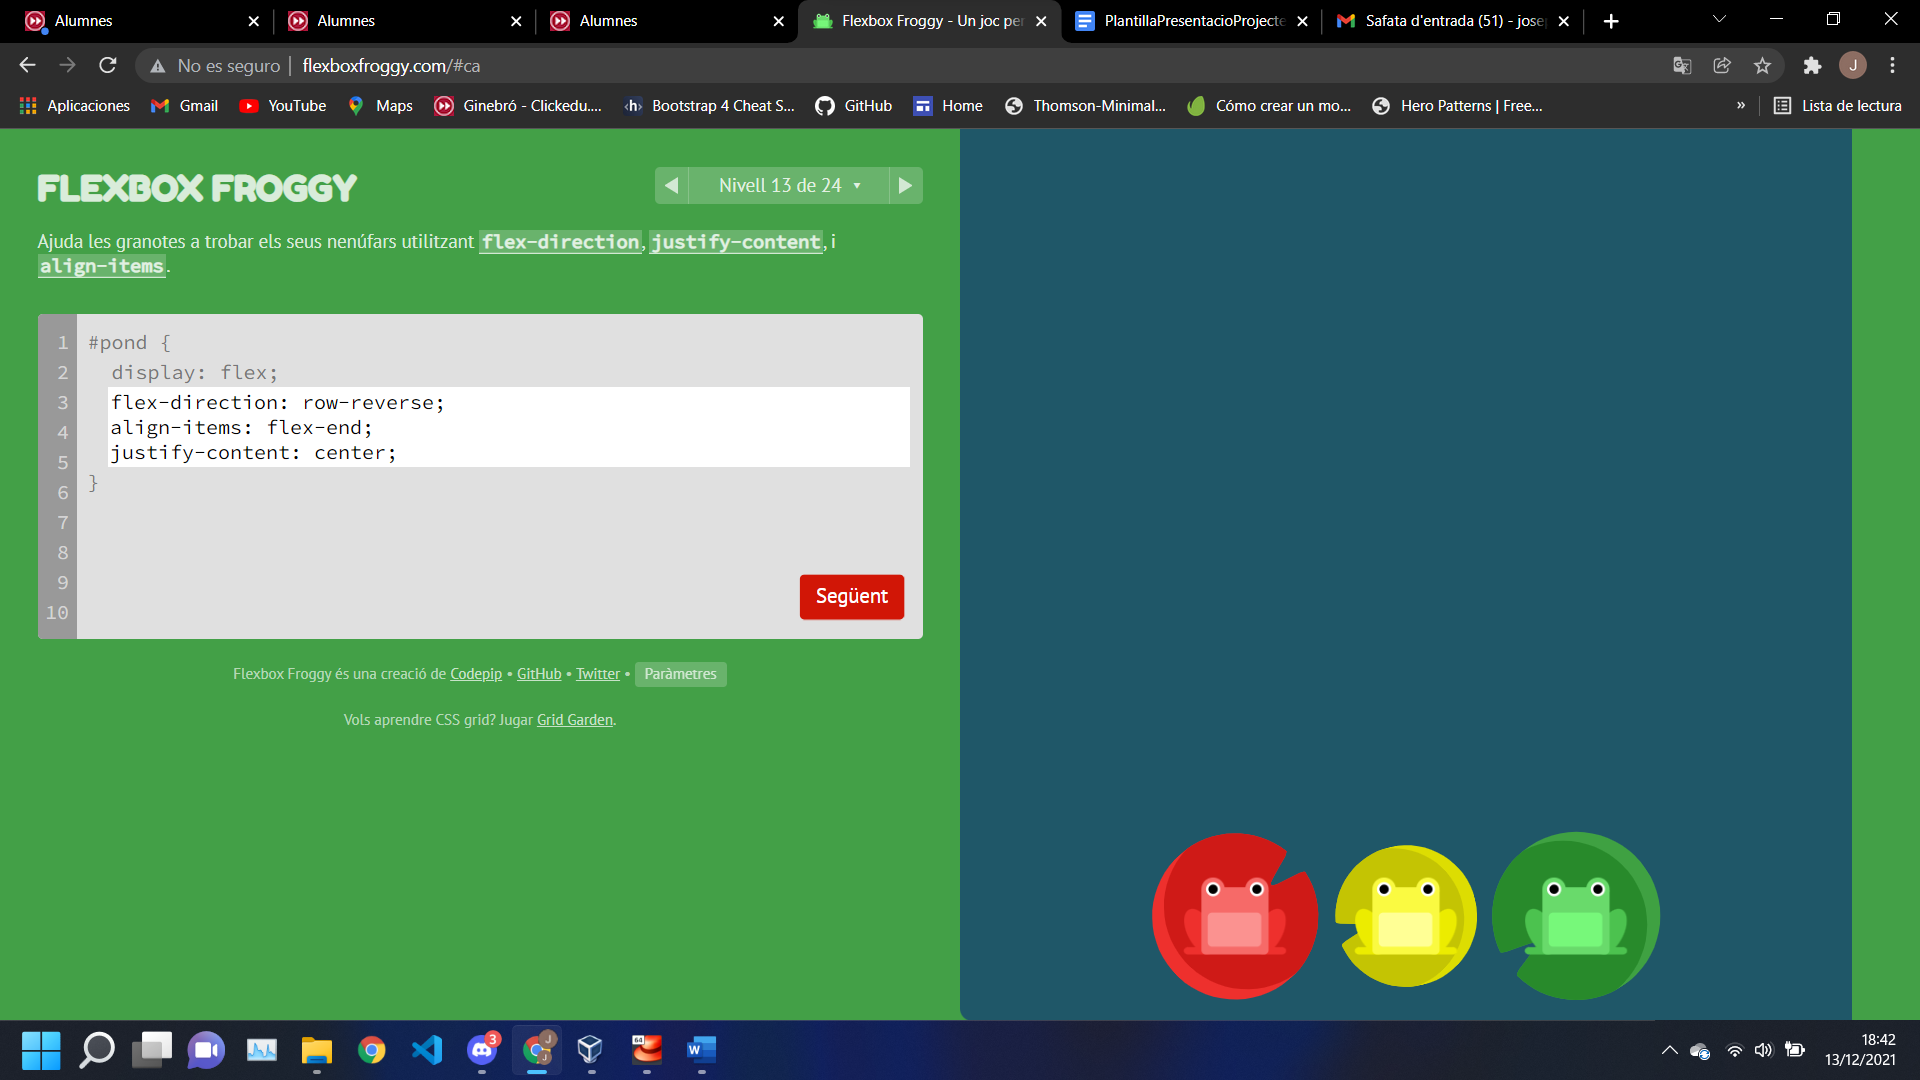 Alumnes
Alumnes
Alumnes
Flexbox Froggy - Un joc per
PlantillaPresentacioProjecte
Safata d'entrada (51) - josep
No es seguro | flexboxfroggy.com/#ca
J
Aplicaciones
Gmail
YouTube
Maps
Ginebró - Clickedu....
Bootstrap 4 Cheat S...
GitHub
Home
Thomson-Minimal...
Cómo crear un mo...
Hero Patterns | Free...
»
Lista de lectura
FLEXBOX FROGGY
Nivell 13 de 24
Ajuda les granotes a trobar els seus nenúfars utilitzant flex-direction, justify-content, i
align-items.
1 #pond {
2 display: flex;
3 flex-direction: row-reverse;
4 align-items: flex-end;
5 justify-content: center;
6 }
7
8
9
10
Següent
Flexbox Froggy és una creació de Codepip • GitHub • Twitter • Paràmetres
Vols aprendre CSS grid? Jugar Grid Garden.
3
J
J
64
W
18:42
13/12/2021